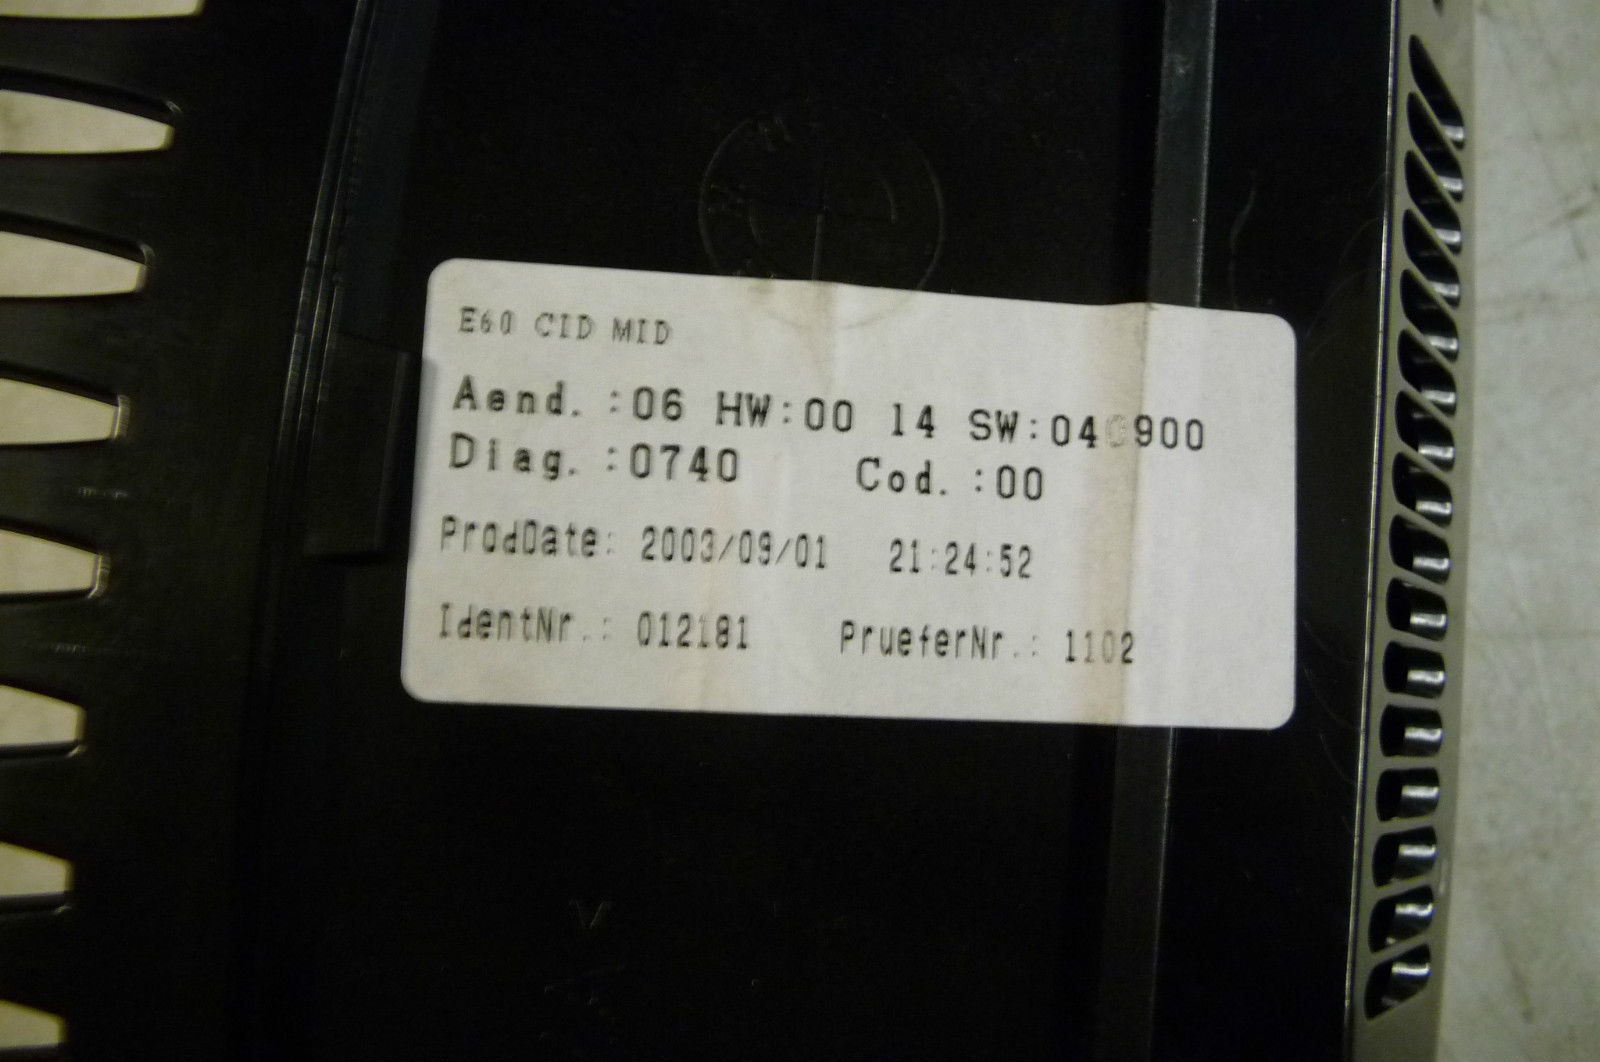 E60 CID MID
Aend. :06 HW:00 14 SW:040900
Diag. :0740 Cod. :00
ProdDate: 2003/09/01 21:24:52
IdentNr.: 012181 PrueferNr.: 1102